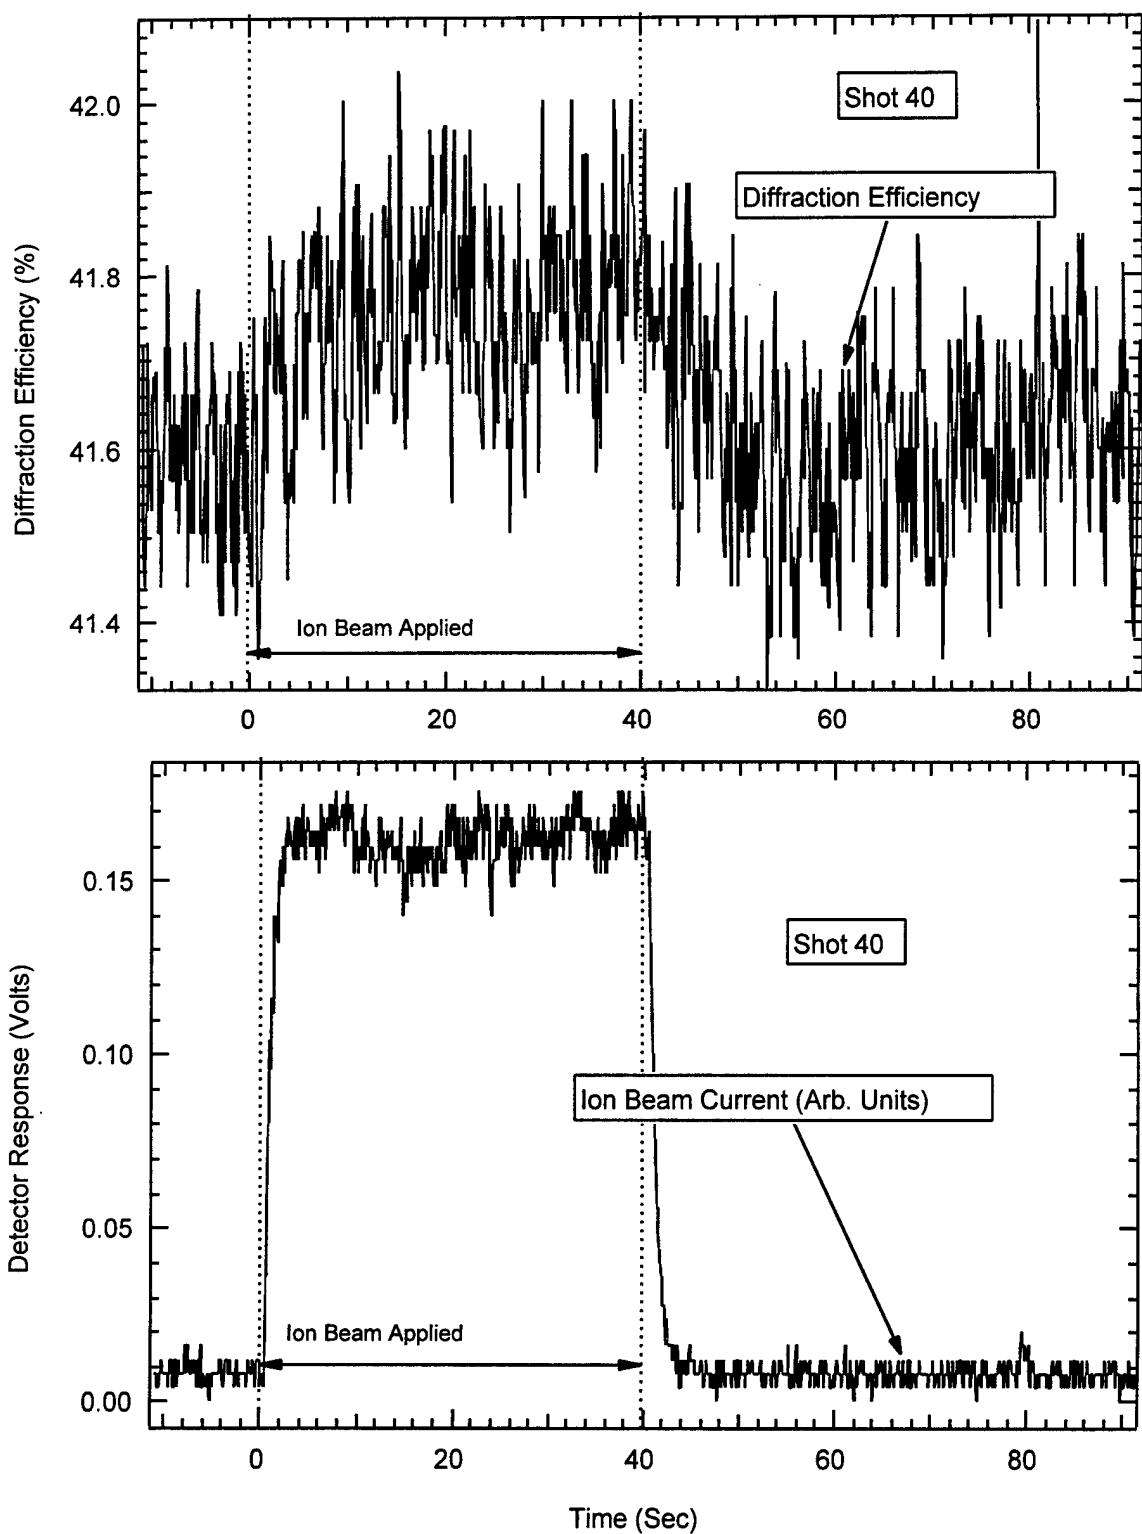 42.0
Shot 40
Diffraction Efficiency
41.8
Diffraction Efficiency (%)
41.6
41.4
Ion Beam Applied
0
20
40
60
80
0.15
Shot 40
0.10
Ion Beam Current (Arb. Units)
Detector Response (Volts)
0.05
Ion Beam Applied
0.00
0
20
40
60
80
Time (Sec)